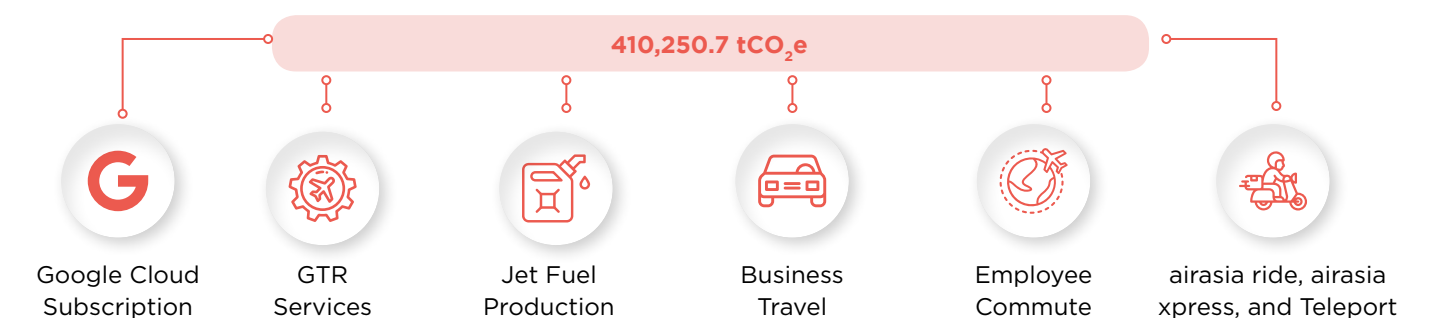 410,250.7 tCO₂e
Google Cloud
Subscription
GTR
Services
Jet Fuel
Production
Business
Travel
Employee
Commute
airasia ride, airasia
xpress, and Teleport